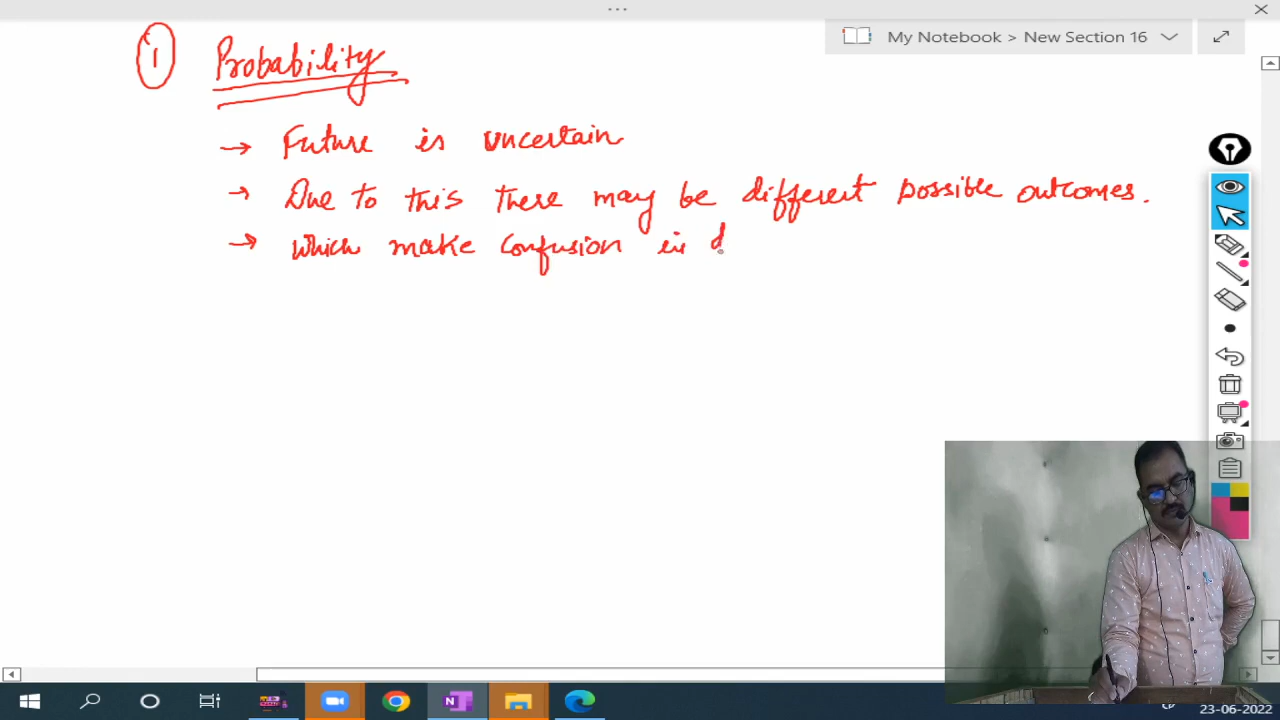 My Notebook > New Section 16
① Probability
→ Future is uncertain
→ Due to this there may be different possible outcomes.
→ which make confusion in d
23-06-2022